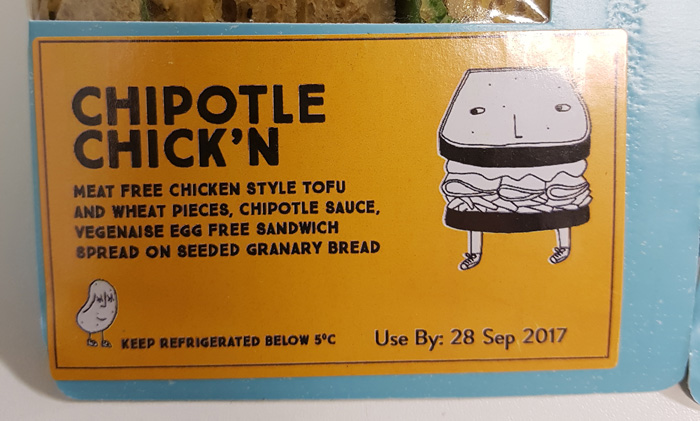 CHIPOTLE
CHICK'N
MEAT FREE CHICKEN STYLE TOFU
AND WHEAT PIECES, CHIPOTLE SAUCE,
VEGENAISE EGG FREE SANDWICH
SPREAD ON SEEDED GRANARY BREAD
KEEP REFRIGERATED BELOW 5°C
Use By: 28 Sep 2017